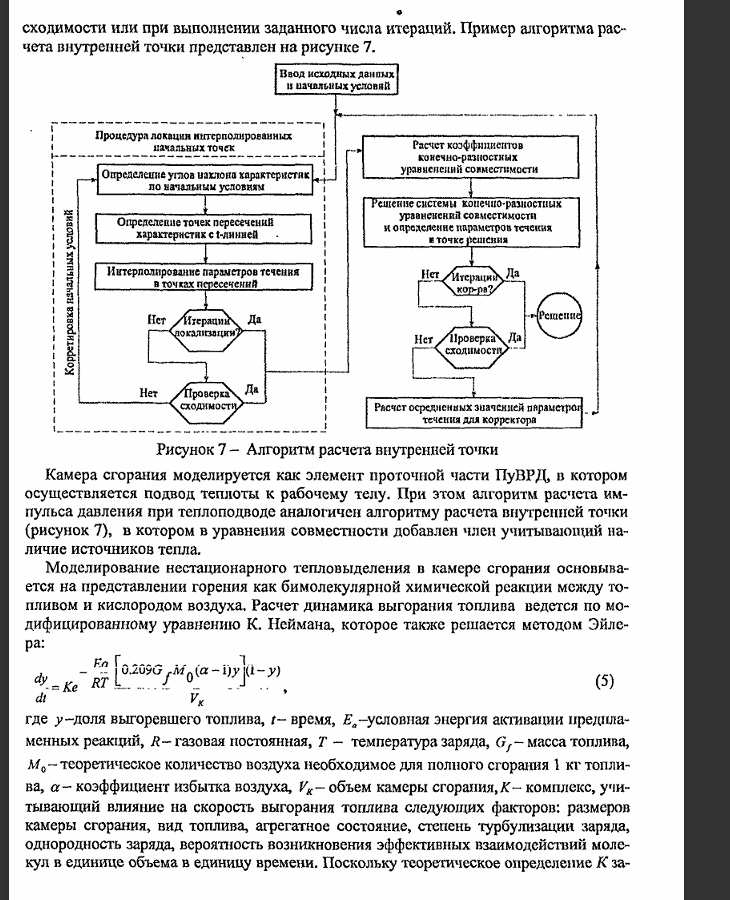 сходимости или при выполнении заданного числа итераций. Пример алгоритма рас-
чета внутренней точки представлен на рисунке 7.
Ввод исходных данных
и начальных условий
Процедура локации интерполированных
начальных точек
Определение углов наклона характеристик
по начальным условиям
Определение точек пересечений
характеристик с t-линией
Интерполирование параметров течения
в точках пересечений
Нет
Итерации
локализации?
Да
Нет
Проверка
сходимости
Да
Корретировка начальных условий
Расчет коэффициентов
конечно-разностных
уравнениений совместимости
Решение системы конечно-разностных
уравнениений совместимости
и определение параметров течения
в точке решения
Нет
Итерации
кор-ра?
Да
Решение
Нет
Проверка
сходимости
Да
Расчет осредненных значенией параметров
течения для корректора
Рисунок 7 – Алгоритм расчета внутренней точки
Камера сгорания моделируется как элемент проточной части ПуВРД, в котором
осуществляется подвод теплоты к рабочему телу. При этом алгоритм расчета им-
пульса давления при теплоподводе аналогичен алгоритму расчета внутренней точки
(рисунок 7), в котором в уравнения совместности добавлен член учитывающий на-
личие источников тепла.
Моделирование нестационарного тепловыделения в камере сгорания основыва-
ется на представлении горения как бимолекулярной химической реакции между то-
пливом и кислородом воздуха. Расчет динамика выгорания топлива ведется по мо-
дифицированному уравнению К. Неймана, которое также решается методом Эйле-
ра:
dy/dt = Ke^(-Ea/RT) [0.209G_f M_0(α – 1)y](1 – y) / V_K , (5)
где y–доля выгоревшего топлива, t– время, E_a–условная энергия активации предпла-
менных реакций, R– газовая постоянная, T – температура заряда, G_f– масса топлива,
M_0– теоретическое количество воздуха необходимое для полного сгорания 1 кг топли-
ва, α– коэффициент избытка воздуха, V_K– объем камеры сгорания, K– комплекс, учи-
тывающий влияние на скорость выгорания топлива следующих факторов: размеров
камеры сгорания, вид топлива, агрегатное состояние, степень турбулизации заряда,
однородность заряда, вероятность возникновения эффективных взаимодействий моле-
кул в единице объема в единицу времени. Поскольку теоретическое определение K за-